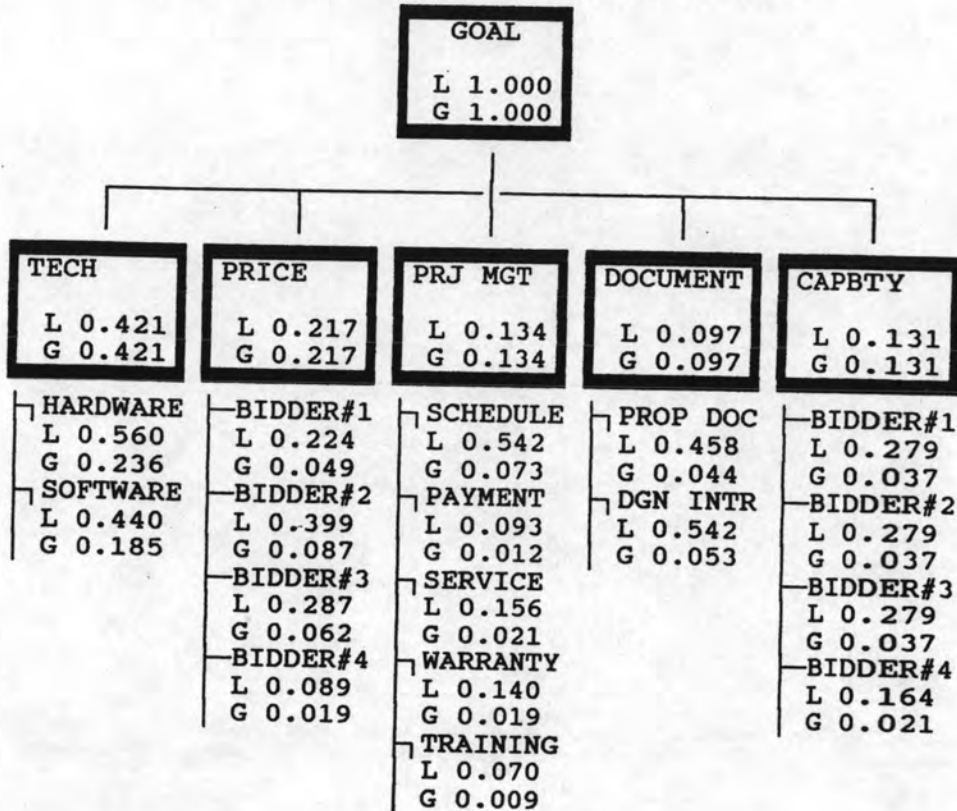 GOAL
L 1.000
G 1.000
TECH
L 0.421
G 0.421
HARDWARE
L 0.560
G 0.236
SOFTWARE
L 0.440
G 0.185
PRICE
L 0.217
G 0.217
BIDDER#1
L 0.224
G 0.049
BIDDER#2
L 0.399
G 0.087
BIDDER#3
L 0.287
G 0.062
BIDDER#4
L 0.089
G 0.019
PRJ MGT
L 0.134
G 0.134
SCHEDULE
L 0.542
G 0.073
PAYMENT
L 0.093
G 0.012
SERVICE
L 0.156
G 0.021
WARRANTY
L 0.140
G 0.019
TRAINING
L 0.070
G 0.009
DOCUMENT
L 0.097
G 0.097
PROP DOC
L 0.458
G 0.044
DGN INTR
L 0.542
G 0.053
CAPBTY
L 0.131
G 0.131
BIDDER#1
L 0.279
G 0.037
BIDDER#2
L 0.279
G 0.037
BIDDER#3
L 0.279
G 0.037
BIDDER#4
L 0.164
G 0.021